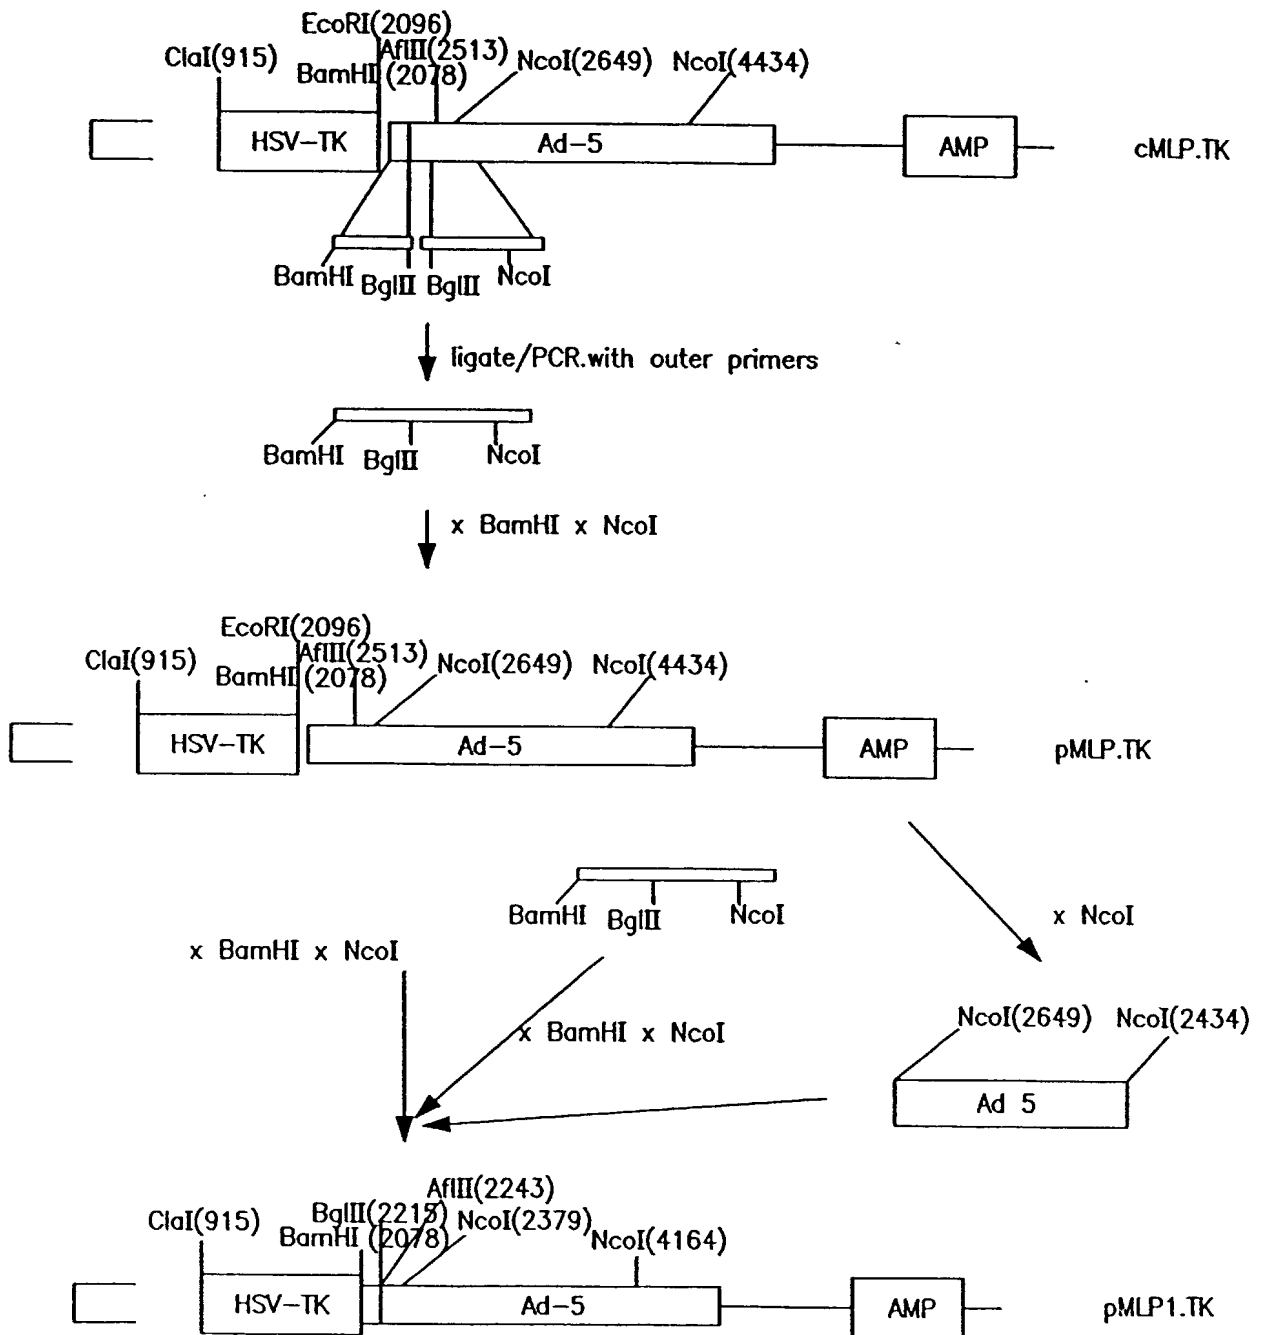 EcoRI(2096)
ClaI(915)
AflII(2513)
BamHI (2078)
NcoI(2649)
NcoI(4434)
HSV-TK
Ad-5
AMP
cMLP.TK
BamHI
BglII
BglII
NcoI
ligate/PCR.with outer primers
BamHI
BglII
NcoI
x BamHI x NcoI
EcoRI(2096)
ClaI(915)
AflII(2513)
BamHI (2078)
NcoI(2649)
NcoI(4434)
HSV-TK
Ad-5
AMP
pMLP.TK
BamHI
BglII
NcoI
x NcoI
x BamHI x NcoI
x BamHI x NcoI
NcoI(2649)
NcoI(2434)
Ad 5
AflII(2243)
ClaI(915)
BglII(2215)
NcoI(2379)
BamHI (2078)
NcoI(4164)
HSV-TK
Ad-5
AMP
pMLP1.TK